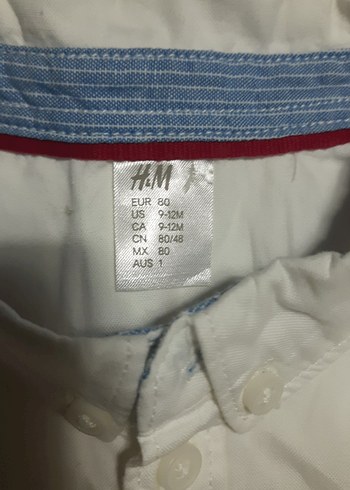 H&M
EUR 80
US 9-12M
CA 9-12M
CN 80/48
MX 80
AUS 1